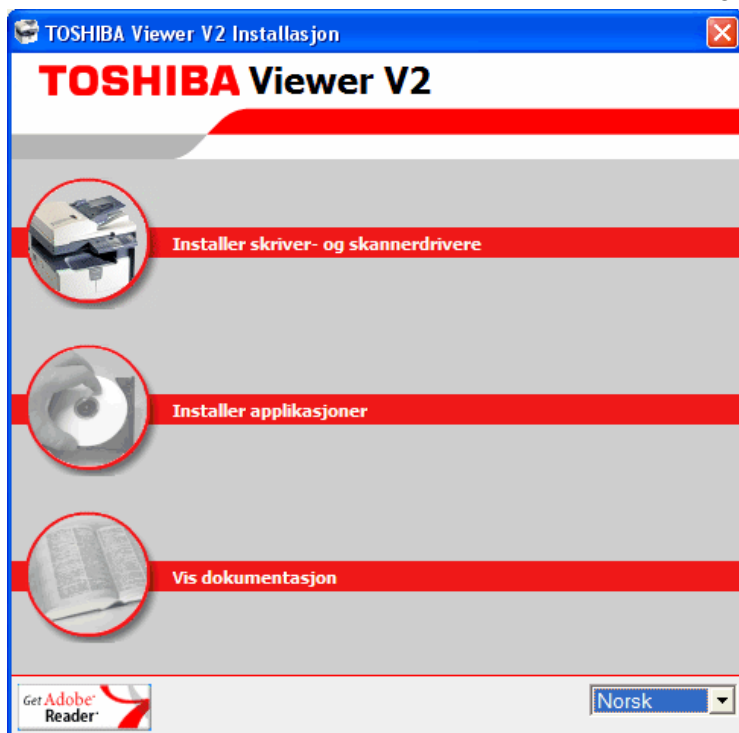 TOSHIBA Viewer V2 Installasjon
TOSHIBA Viewer V2
Installer skriver- og skannerdrivere
Installer applikasjoner
Vis dokumentasjon
Get Adobe
Reader
Norsk